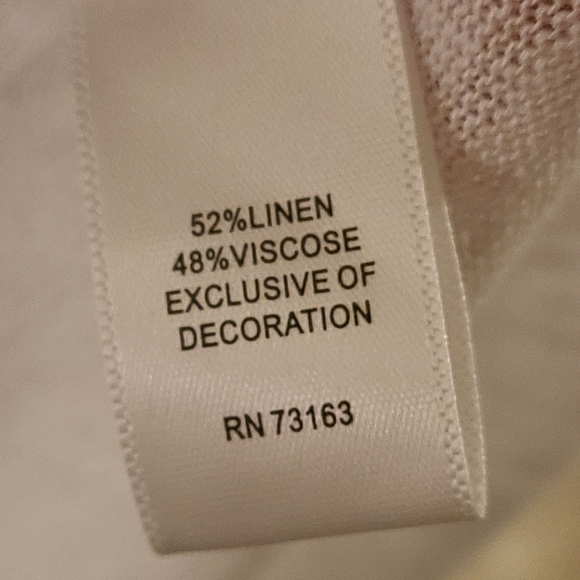 52%LINEN
48%VISCOSE
EXCLUSIVE OF
DECORATION
RN 73163